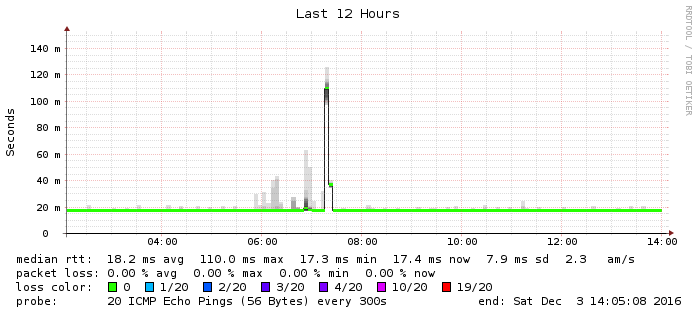 Last 12 Hours
RRDTOOL / TOBI OETIKER
Seconds
140 m
120 m
100 m
80 m
60 m
40 m
20 m
0
04:00 06:00 08:00 10:00 12:00 14:00
median rtt: 18.2 ms avg 110.0 ms max 17.3 ms min 17.4 ms now 7.9 ms sd 2.3 am/s
packet loss: 0.00 % avg 0.00 % max 0.00 % min 0.00 % now
loss color: 0 1/20 2/20 3/20 4/20 10/20 19/20
probe: 20 ICMP Echo Pings (56 Bytes) every 300s end: Sat Dec 3 14:05:08 2016